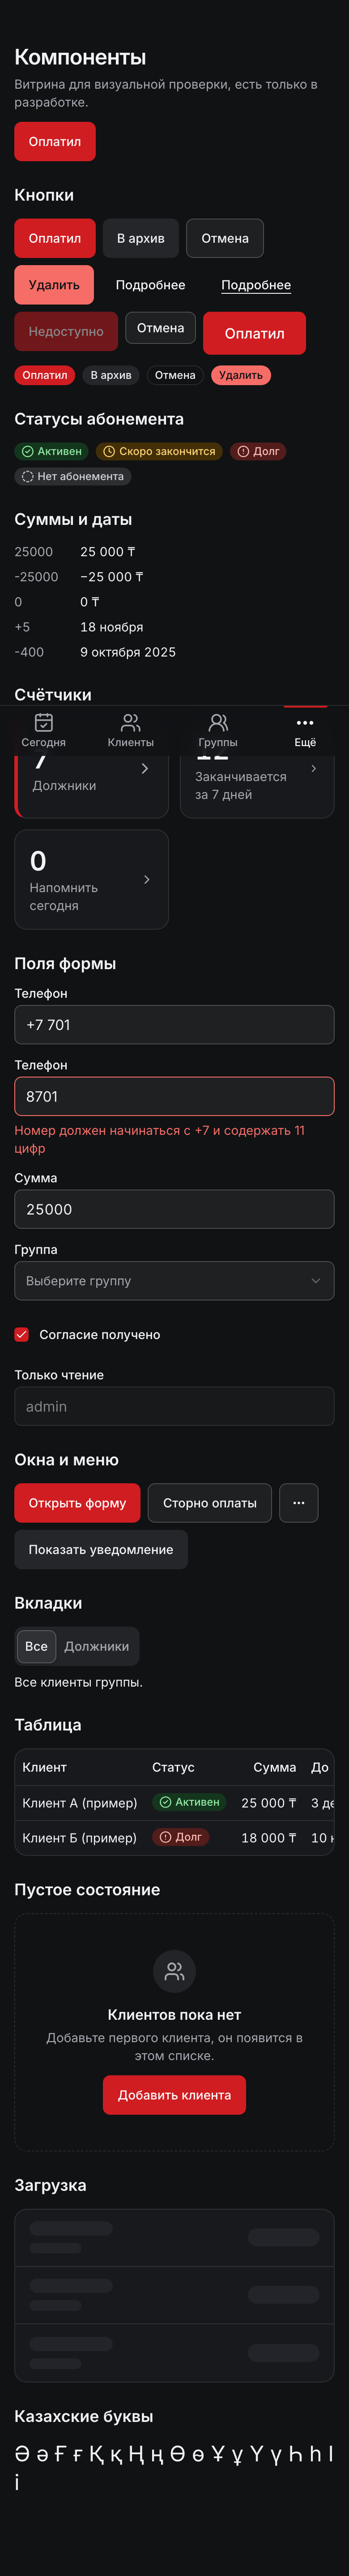 Компоненты
Витрина для визуальной проверки, есть только в
разработке.
Оплатил
Кнопки
Оплатил В архив Отмена
Удалить Подробнее Подробнее
Недоступно Отмена Оплатил
Оплатил В архив Отмена Удалить
Статусы абонемента
Активен Скоро закончится Долг
Нет абонемента
Суммы и даты
25000 25 000 ₸
-25000 −25 000 ₸
0 0 ₸
+5 18 ноября
-400 9 октября 2025
Счётчики
Сегодня Клиенты Группы Ещё
7 12
Должники
Заканчивается
за 7 дней
0
Напомнить
сегодня
Поля формы
Телефон
+7 701
Телефон
8701
Номер должен начинаться с +7 и содержать 11
цифр
Сумма
25000
Группа
Выберите группу
Согласие получено
Только чтение
admin
Окна и меню
Открыть форму Сторно оплаты
Показать уведомление
Вкладки
Все Должники
Все клиенты группы.
Таблица
Клиент Статус Сумма До
Клиент А (пример) Активен 25 000 ₸ 3 де
Клиент Б (пример) Долг 18 000 ₸ 10 н
Пустое состояние
Клиентов пока нет
Добавьте первого клиента, он появится в
этом списке.
Добавить клиента
Загрузка
Казахские буквы
Ә ә Ғ ғ Қ қ Ң ң Ө ө Ұ ұ Ү ү Һ һ І
і